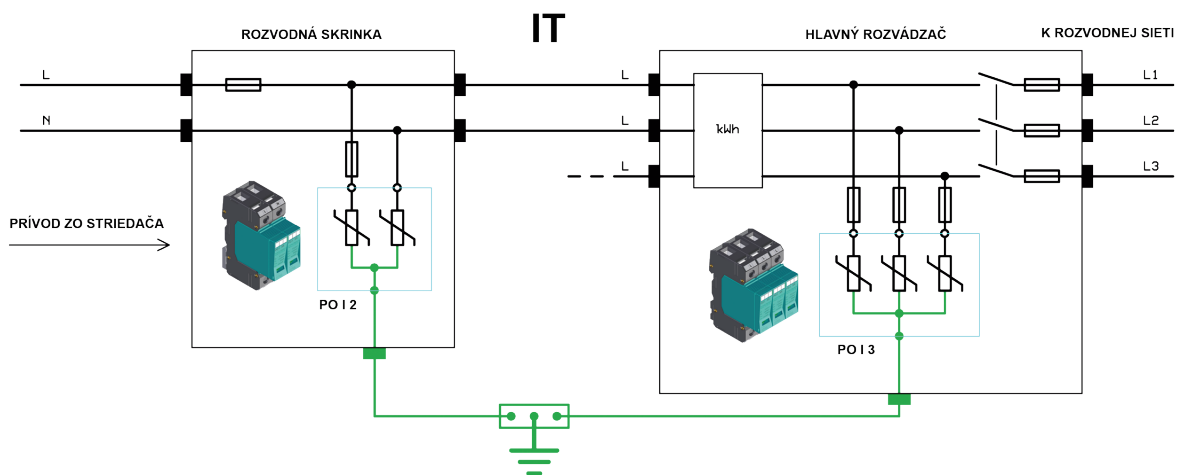 IT
ROZVODNÁ SKRINKA
HLAVNÝ ROZVÁDZAČ
K ROZVODNEJ SIETI
L
L
L1
N
L
kWh
L2
L
L3
PRÍVOD ZO STRIEDAČA
PO I 2
PO I 3